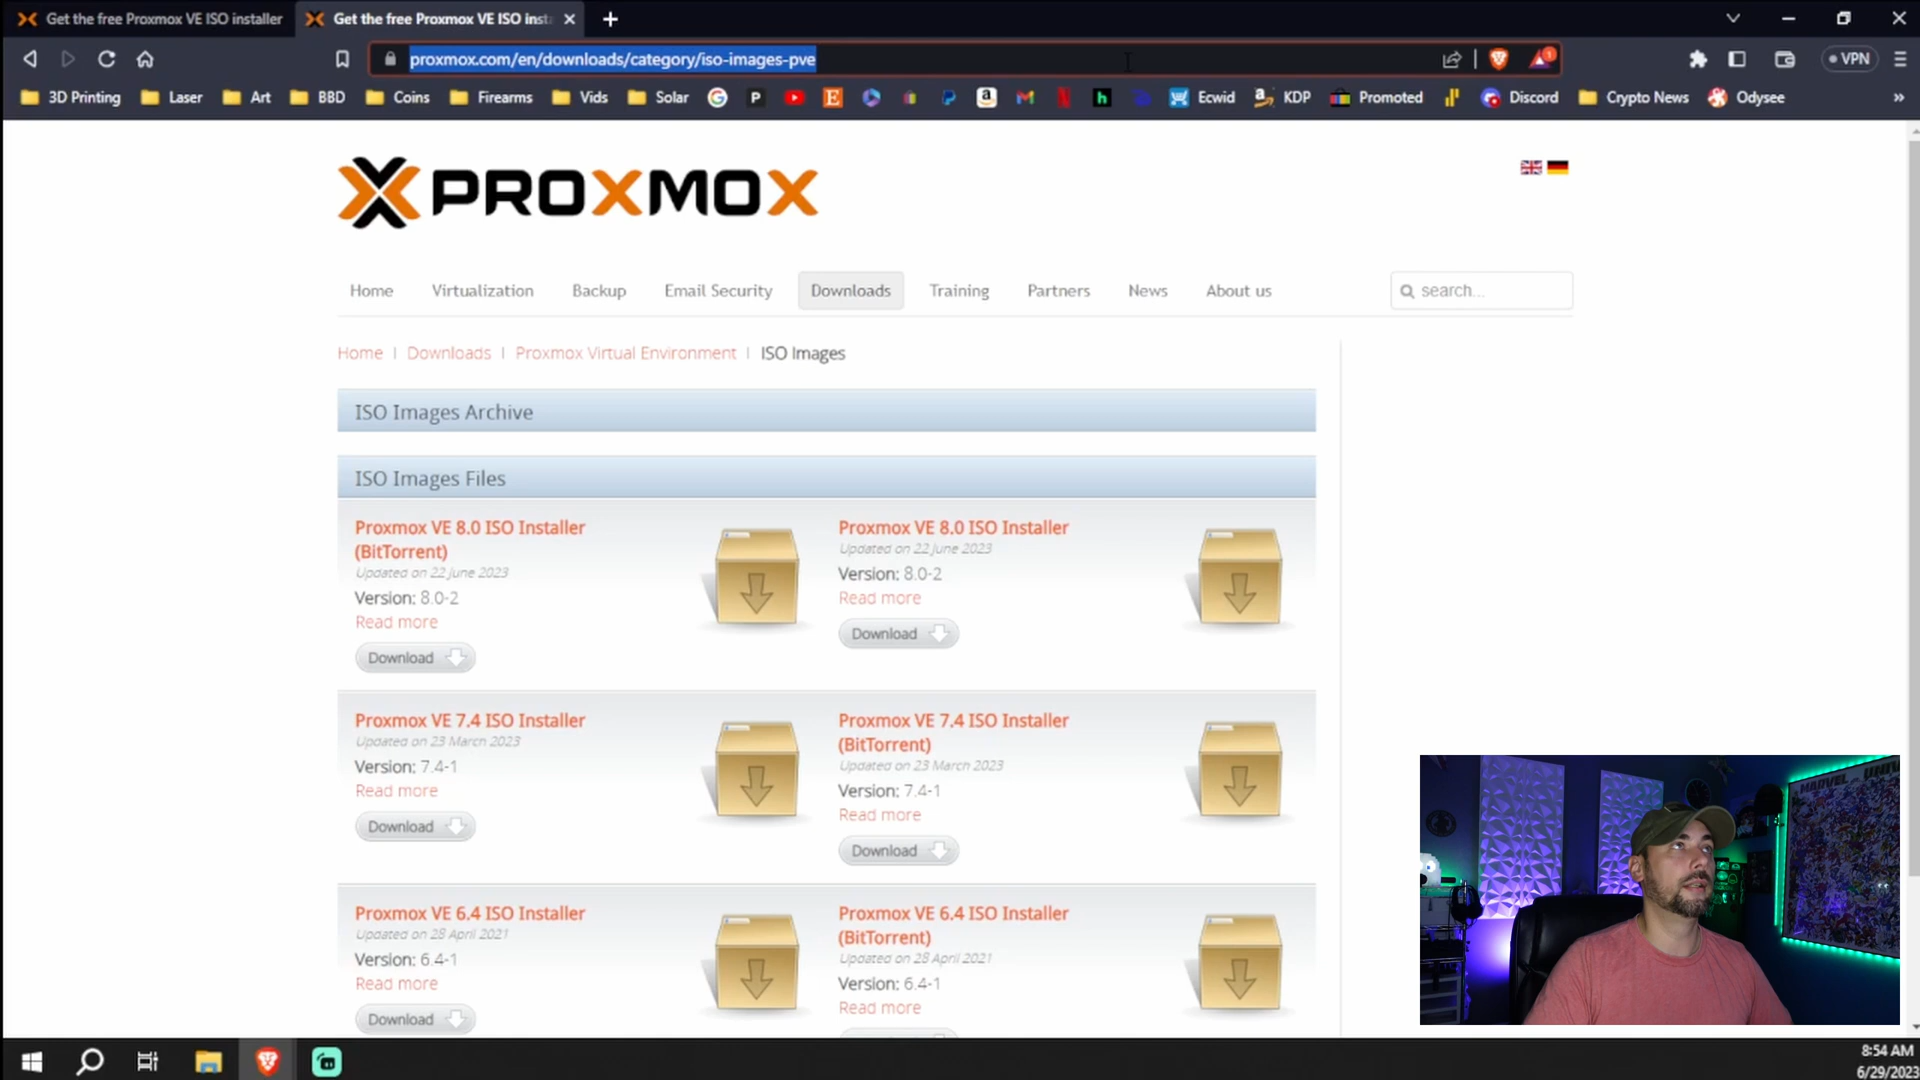 Get the free Proxmox VE ISO installer
Get the free Proxmox VE ISO inst
proxmox.com/en/downloads/category/iso-images-pve
1
VPN
3D Printing
Laser
Art
BBD
Coins
Firearms
Vids
Solar
Ecwid
KDP
Promoted
Discord
Crypto News
Odysee
PROXMOX
Home
Virtualization
Backup
Email Security
Downloads
Training
Partners
News
About us
search...
Home | Downloads | Proxmox Virtual Environment | ISO Images
ISO Images Archive
ISO Images Files
Proxmox VE 8.0 ISO Installer
(BitTorrent)
Updated on 22 June 2023
Version: 8.0-2
Read more
Download
Proxmox VE 8.0 ISO Installer
Updated on 22 June 2023
Version: 8.0-2
Read more
Download
Proxmox VE 7.4 ISO Installer
Updated on 23 March 2023
Version: 7.4-1
Read more
Download
Proxmox VE 7.4 ISO Installer
(BitTorrent)
Updated on 23 March 2023
Version: 7.4-1
Read more
Download
Proxmox VE 6.4 ISO Installer
Updated on 28 April 2021
Version: 6.4-1
Read more
Download
Proxmox VE 6.4 ISO Installer
(BitTorrent)
Updated on 28 April 2021
Version: 6.4-1
Read more
MARVEL
8:54 AM
6/29/2023